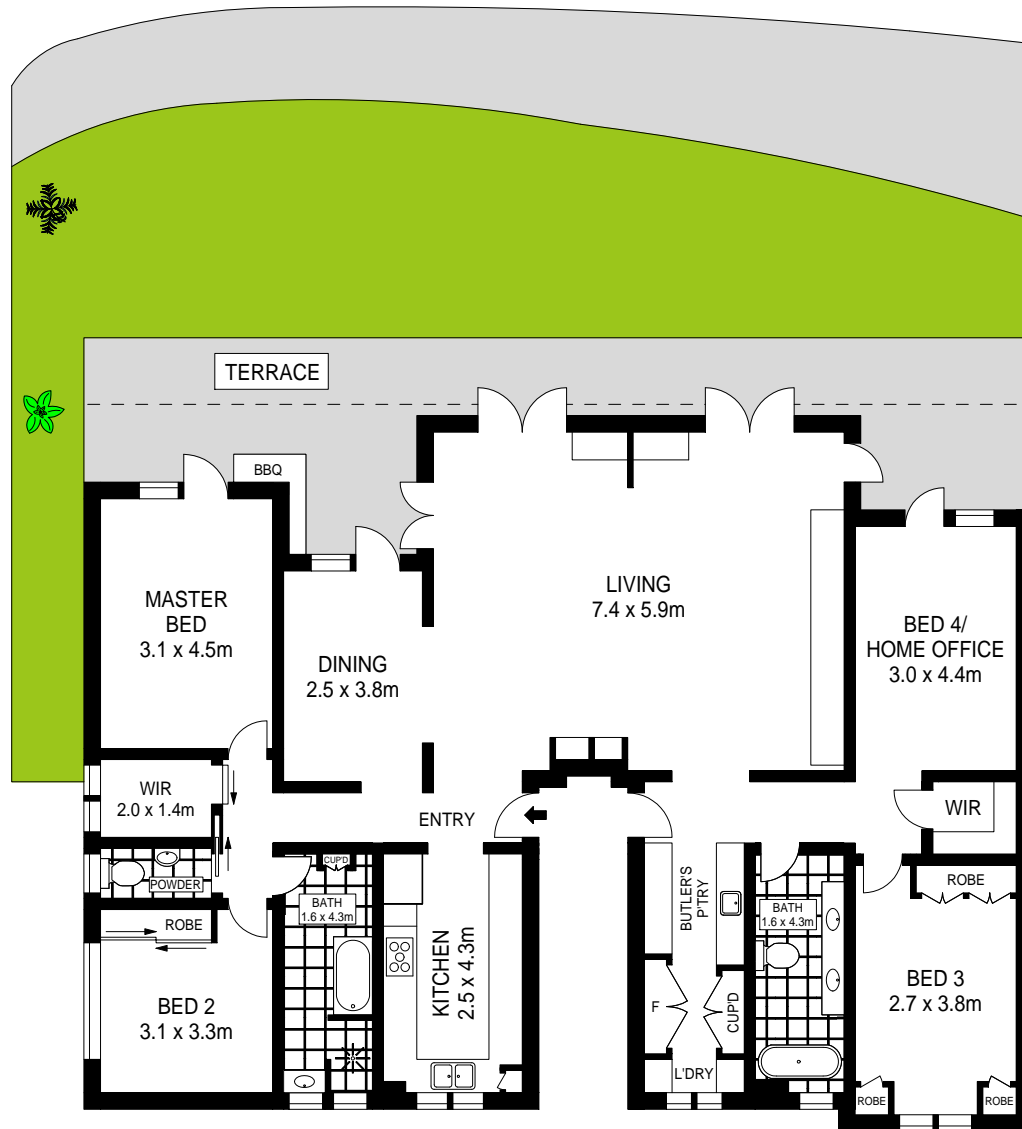 TERRACE
BBQ
MASTER
BED
3.1 x 4.5m
LIVING
7.4 x 5.9m
BED 4/
HOME OFFICE
3.0 x 4.4m
DINING
2.5 x 3.8m
WIR
2.0 x 1.4m
ENTRY
WIR
POWDER
CUP'D
BATH
1.6 x 4.3m
ROBE
BED 2
3.1 x 3.3m
KITCHEN
2.5 x 4.3m
BUTLER'S
P'TRY
F
CUP'D
L'DRY
BATH
1.6 x 4.3m
ROBE
BED 3
2.7 x 3.8m
ROBE
ROBE